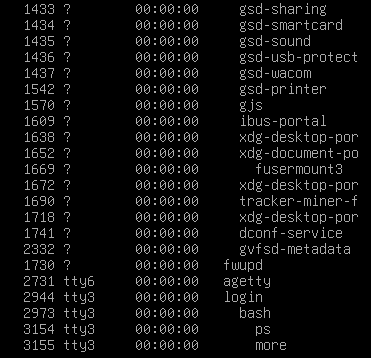 1433 ? 00:00:00 gsd-sharing
1434 ? 00:00:00 gsd-smartcard
1435 ? 00:00:00 gsd-sound
1436 ? 00:00:00 gsd-usb-protect
1437 ? 00:00:00 gsd-wacom
1542 ? 00:00:00 gsd-printer
1570 ? 00:00:00 gjs
1609 ? 00:00:00 ibus-portal
1638 ? 00:00:00 xdg-desktop-por
1652 ? 00:00:00 xdg-document-po
1669 ? 00:00:00 fusermount3
1672 ? 00:00:00 xdg-desktop-por
1690 ? 00:00:00 tracker-miner-f
1718 ? 00:00:00 xdg-desktop-por
1741 ? 00:00:00 dconf-service
2332 ? 00:00:00 gvfsd-metadata
1730 ? 00:00:00 fwupd
2731 tty6 00:00:00 agetty
2944 tty3 00:00:00 login
2973 tty3 00:00:00 bash
3154 tty3 00:00:00 ps
3155 tty3 00:00:00 more